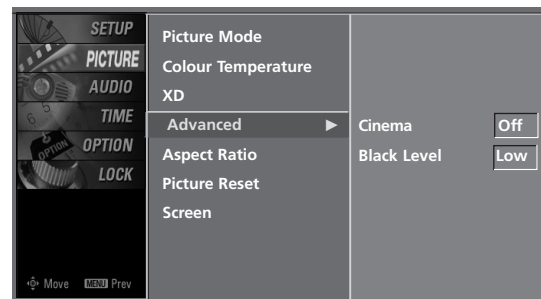 SETUP
PICTURE
AUDIO
TIME
OPTION
LOCK
Move MENU Prev
Picture Mode
Colour Temperature
XD
Advanced ►
Aspect Ratio
Picture Reset
Screen
Cinema Off
Black Level Low